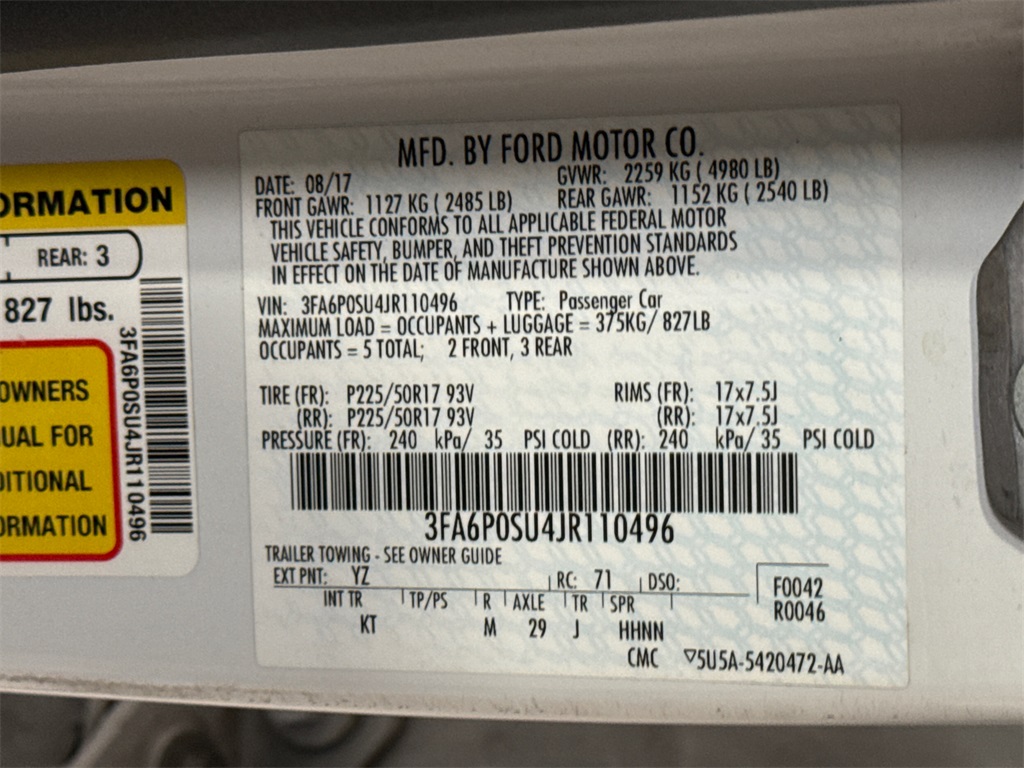 ORMATION
REAR: 3
827 lbs.
OWNERS
UAL FOR
DITIONAL
ORMATION
3FA6P0SU4JR110496
MFD. BY FORD MOTOR CO.
DATE: 08/17 GVWR: 2259 KG ( 4980 LB)
FRONT GAWR: 1127 KG ( 2485 LB) REAR GAWR: 1152 KG ( 2540 LB)
THIS VEHICLE CONFORMS TO ALL APPLICABLE FEDERAL MOTOR
VEHICLE SAFETY, BUMPER, AND THEFT PREVENTION STANDARDS
IN EFFECT ON THE DATE OF MANUFACTURE SHOWN ABOVE.
VIN: 3FA6P0SU4JR110496 TYPE: Passenger Car
MAXIMUM LOAD = OCCUPANTS + LUGGAGE = 375KG/ 827LB
OCCUPANTS = 5 TOTAL; 2 FRONT, 3 REAR
TIRE (FR): P225/50R17 93V RIMS (FR): 17x7.5J
(RR): P225/50R17 93V (RR): 17x7.5J
PRESSURE (FR): 240 kPa/ 35 PSI COLD (RR): 240 kPa/ 35 PSI COLD
3FA6P0SU4JR110496
TRAILER TOWING - SEE OWNER GUIDE
EXT PNT: YZ RC: 71 DSO: F0042
INT TR TP/PS R AXLE TR SPR R0046
KT M 29 J HHNN
CMC ▽5U5A-5420472-AA